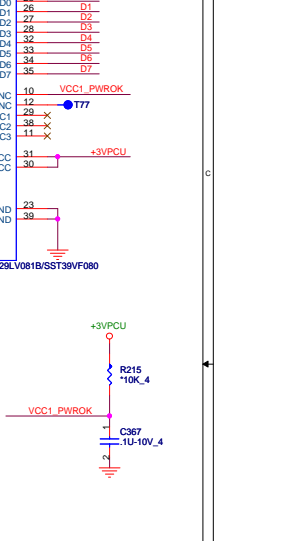 D0
D1 26 D1
D2 27 D2
D3 28 D3
D4 32 D4
D5 33 D5
D6 34 D6
D7 35 D7
NC 10 VCC1_PWROK
NC 12 T77
C1 29
C2 38
C3 11
CC 31 +3VPCU
CC 30
C
ND 23
ND 39
29LV081B/SST39VF080
+3VPCU
R215
*10K_4
VCC1_PWROK
1
C367
.1U-10V_4
2